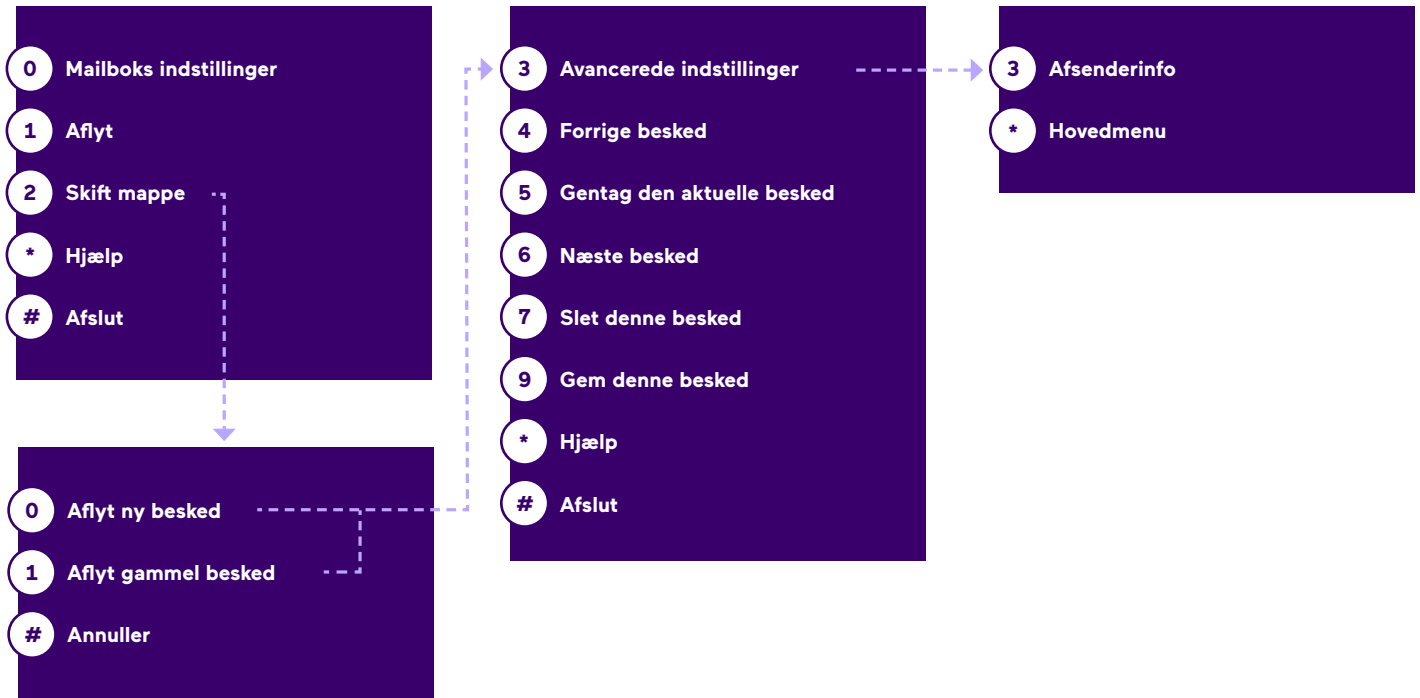 0 Mailboks indstillinger
1 Aflyt
2 Skift mappe
* Hjælp
# Afslut
0 Aflyt ny besked
1 Aflyt gammel besked
# Annuller
3 Avancerede indstillinger
4 Forrige besked
5 Gentag den aktuelle besked
6 Næste besked
7 Slet denne besked
9 Gem denne besked
* Hjælp
# Afslut
3 Afsenderinfo
* Hovedmenu